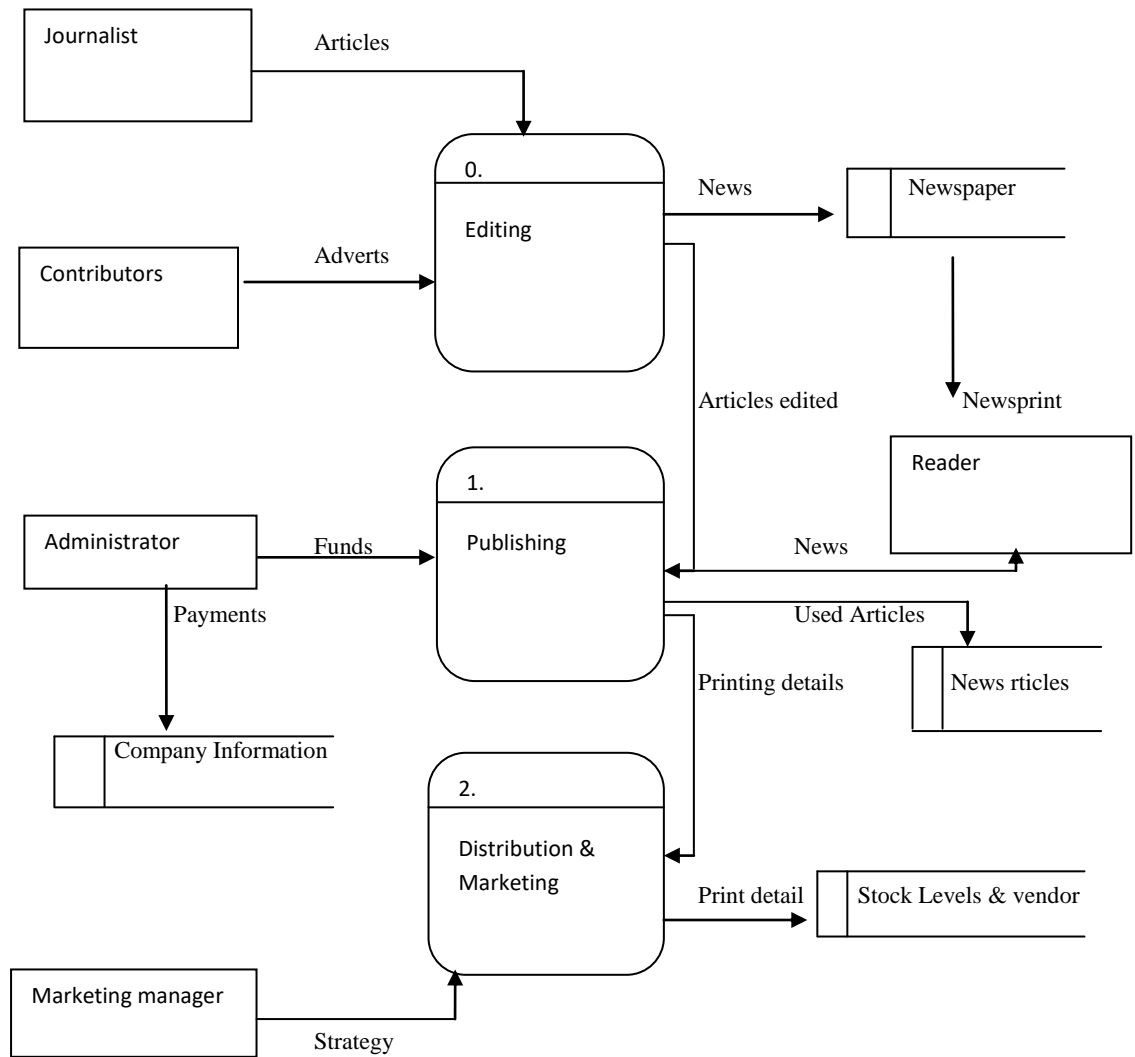 Journalist
Articles
0.
Editing
News
Newspaper
Contributors
Adverts
Articles edited
Newsprint
Reader
1.
Publishing
Administrator
Funds
News
Payments
Used Articles
News rticles
Printing details
Company Information
2.
Distribution &
Marketing
Print detail
Stock Levels & vendor
Marketing manager
Strategy